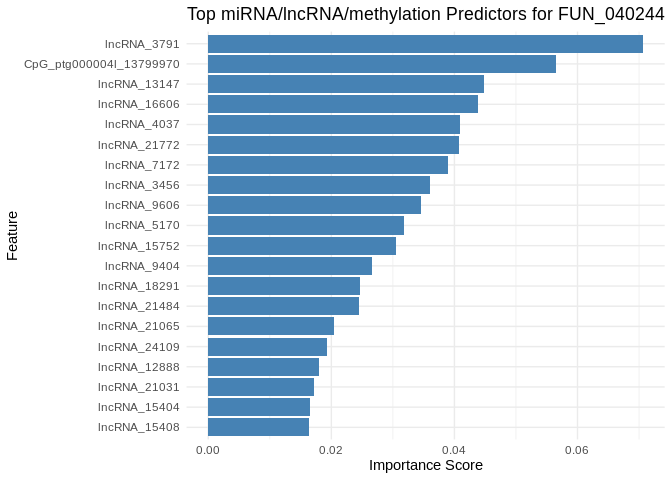 Top miRNA/lncRNA/methylation Predictors for FUN_040244
Feature
lncRNA_3791
CpG_ptg000004l_13799970
lncRNA_13147
lncRNA_16606
lncRNA_4037
lncRNA_21772
lncRNA_7172
lncRNA_3456
lncRNA_9606
lncRNA_5170
lncRNA_15752
lncRNA_9404
lncRNA_18291
lncRNA_21484
lncRNA_21065
lncRNA_24109
lncRNA_12888
lncRNA_21031
lncRNA_15404
lncRNA_15408
0.00 0.02 0.04 0.06
Importance Score